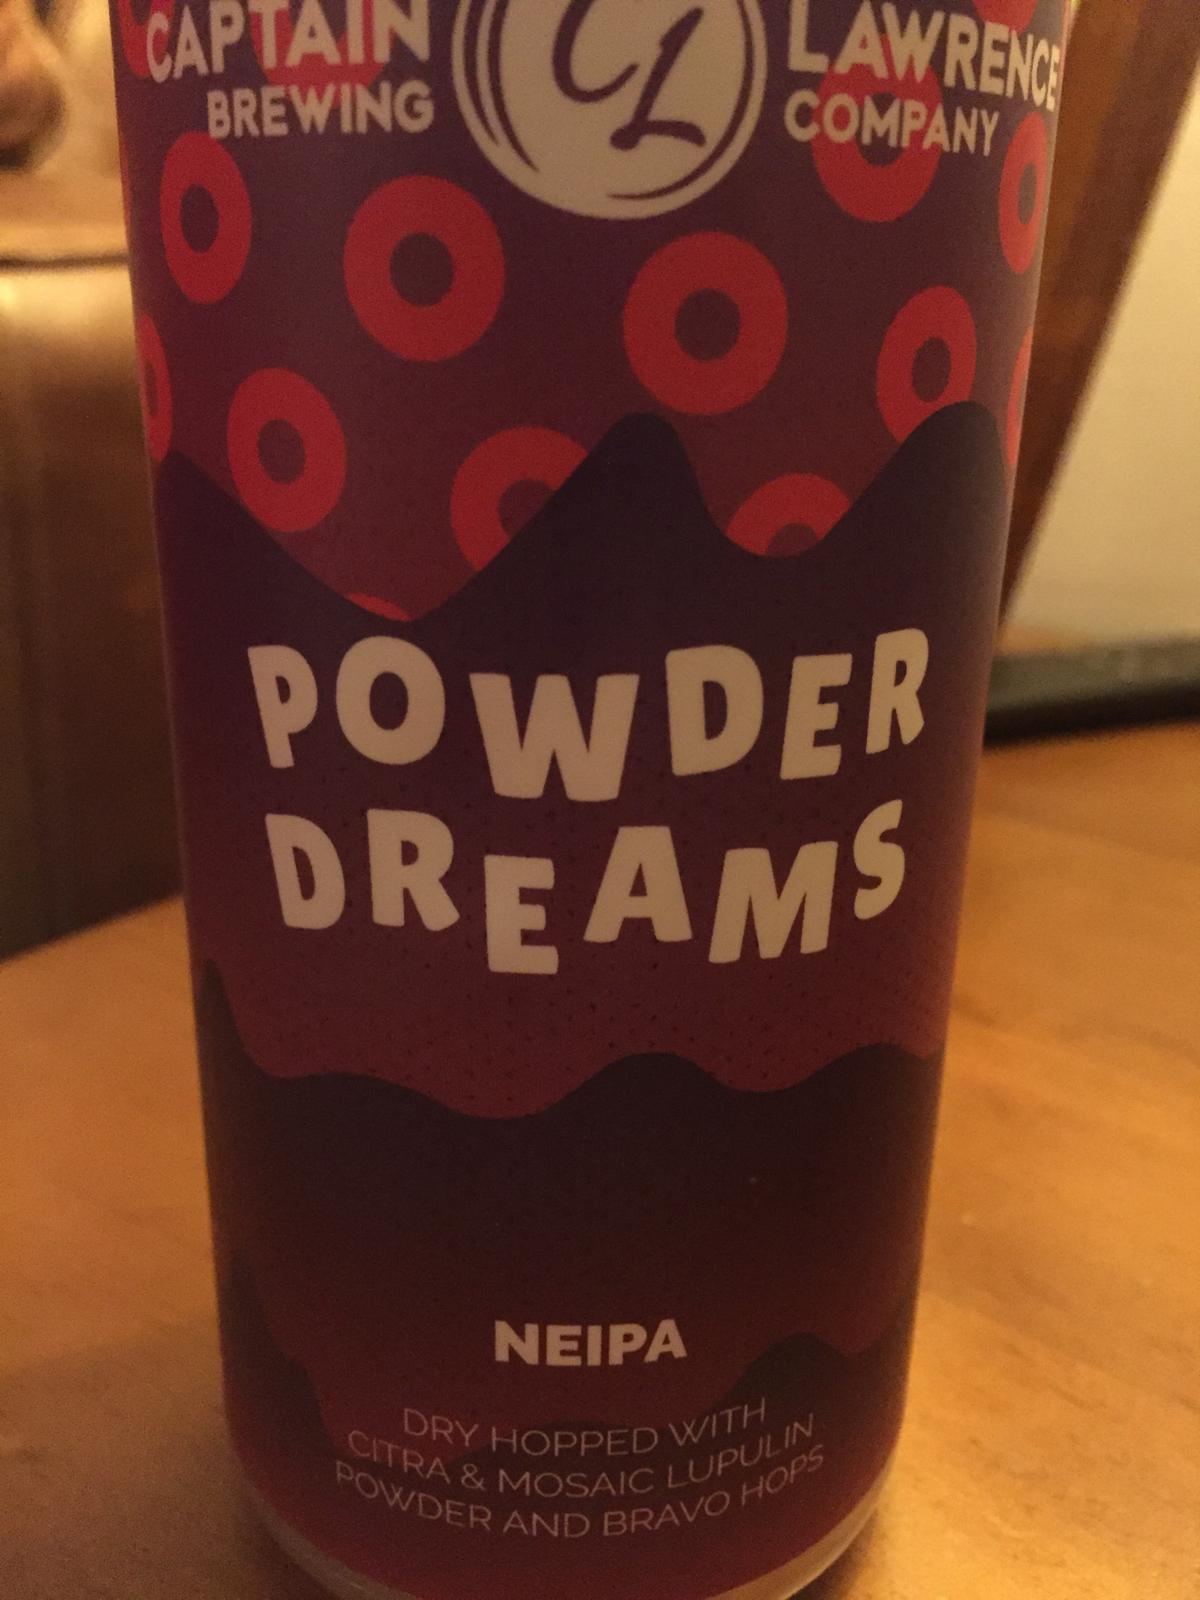 CAPTAIN LAWRENCE
BREWING COMPANY
CL
POWDER
DREAMS
NEIPA
DRY HOPPED WITH
CITRA & MOSAIC LUPULIN
POWDER AND BRAVO HOPS